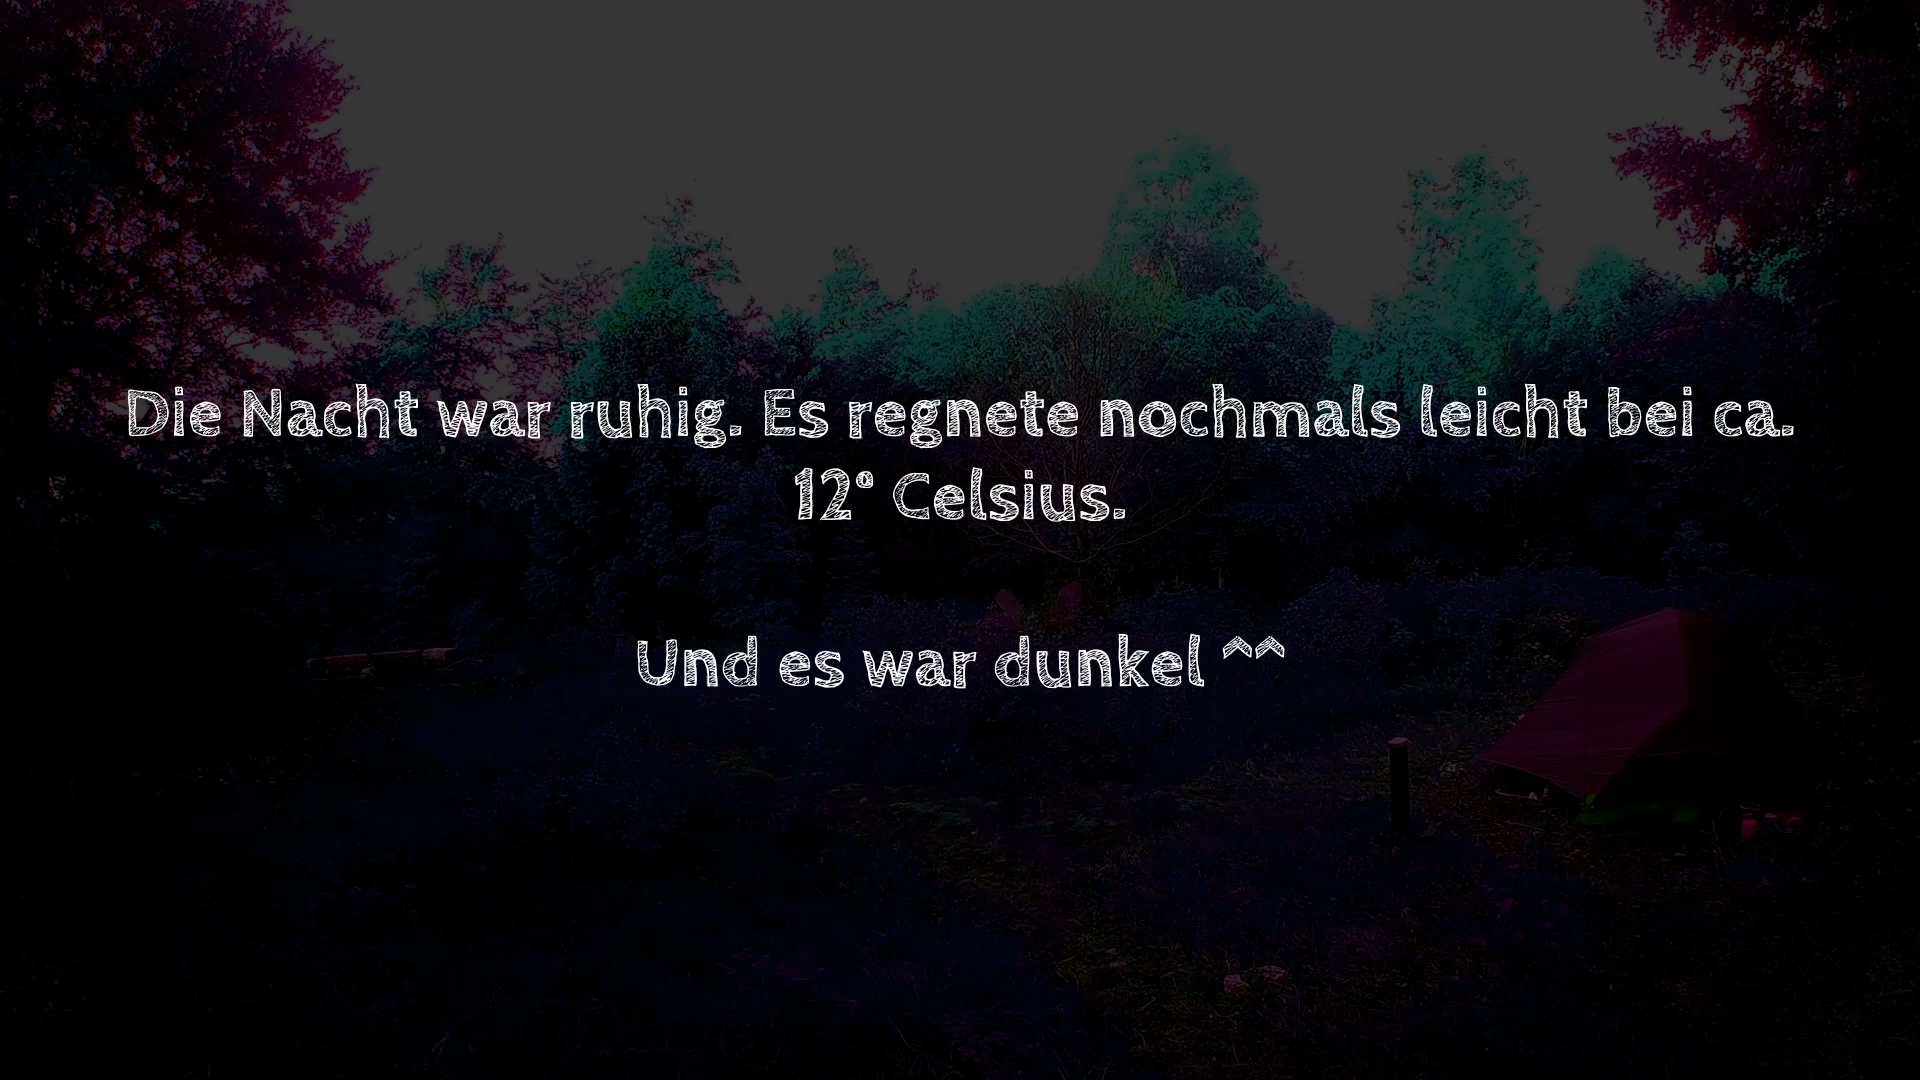 Die Nacht war ruhig. Es regnete nochmals leicht bei ca.
12° Celsius.
Und es war dunkel ^^